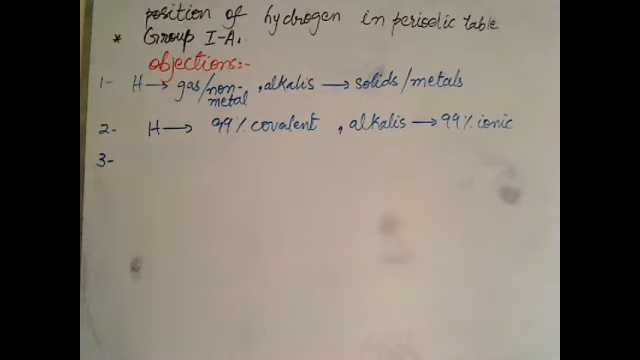 position of hydrogen in periodic table
* Group I-A.
objections:-
1- H → gas/non-metal, alkalis → solids/metals
2- H → 99% covalent, alkalis → 99% ionic
3-